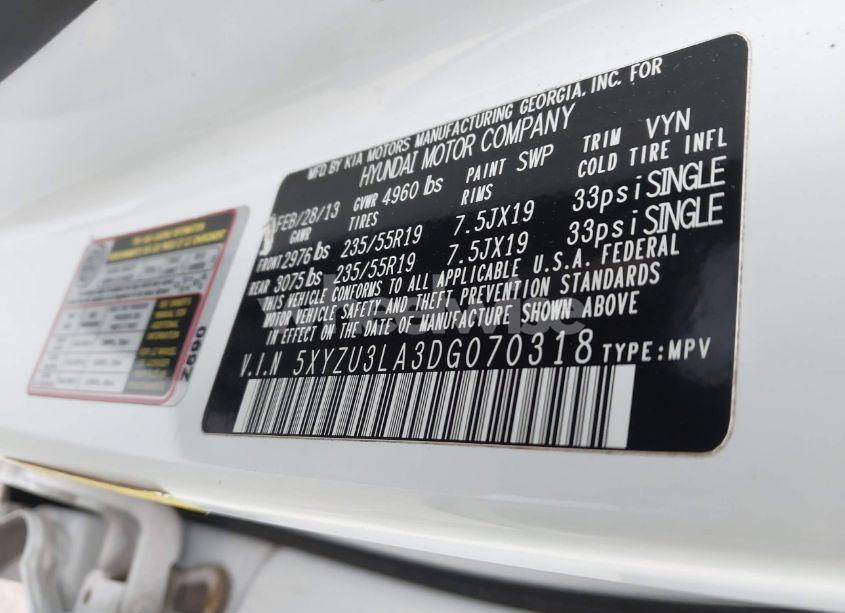 MFD. BY KIA MOTORS MANUFACTURING GEORGIA. INC. FOR
HYUNDAI MOTOR COMPANY
FEB/28/13 GVWR 4960 lbs PAINT SWP TRIM VYN
GAWR TIRES RIMS COLD TIRE INFL
FRONT 2976 lbs 235/55R19 7.5JX19 33psi SINGLE
REAR 3075 lbs 235/55R19 7.5JX19 33psi SINGLE
THIS VEHICLE CONFORMS TO ALL APPLICABLE U.S.A. FEDERAL
MOTOR VEHICLE SAFETY AND THEFT PREVENTION STANDARDS
IN EFFECT ON THE DATE OF MANUFACTURE SHOWN ABOVE
V.I.N 5XYZU3LA3DG070318 TYPE:MPV
Z690